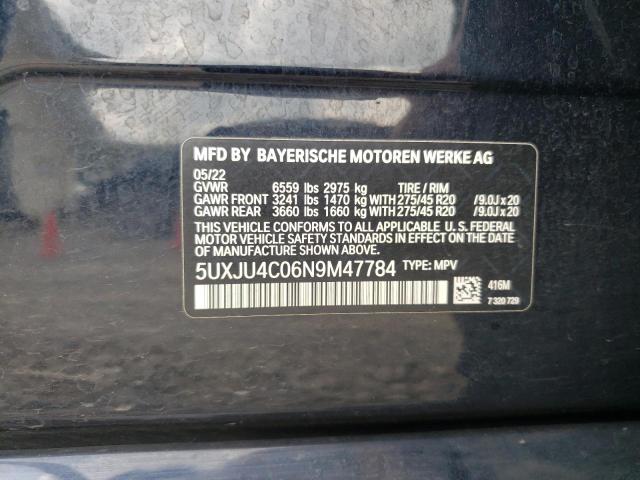 MFD BY BAYERISCHE MOTOREN WERKE AG
05/22
GVWR 6559 lbs 2975 kg TIRE / RIM
GAWR FRONT 3241 lbs 1470 kg WITH 275/45 R20 /9.0J x 20
GAWR REAR 3660 lbs 1660 kg WITH 275/45 R20 /9.0J x 20
THIS VEHICLE CONFORMS TO ALL APPLICABLE U. S. FEDERAL
MOTOR VEHICLE SAFETY STANDARDS IN EFFECT ON THE DATE OF
MANUFACTURE SHOWN ABOVE.
5UXJU4C06N9M47784 TYPE: MPV
416M
7 320 729